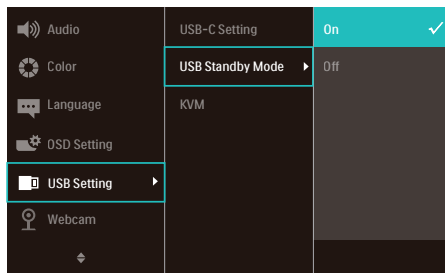 Audio
Color
Language
OSD Setting
USB Setting
Webcam
USB-C Setting
USB Standby Mode
KVM
On
Off